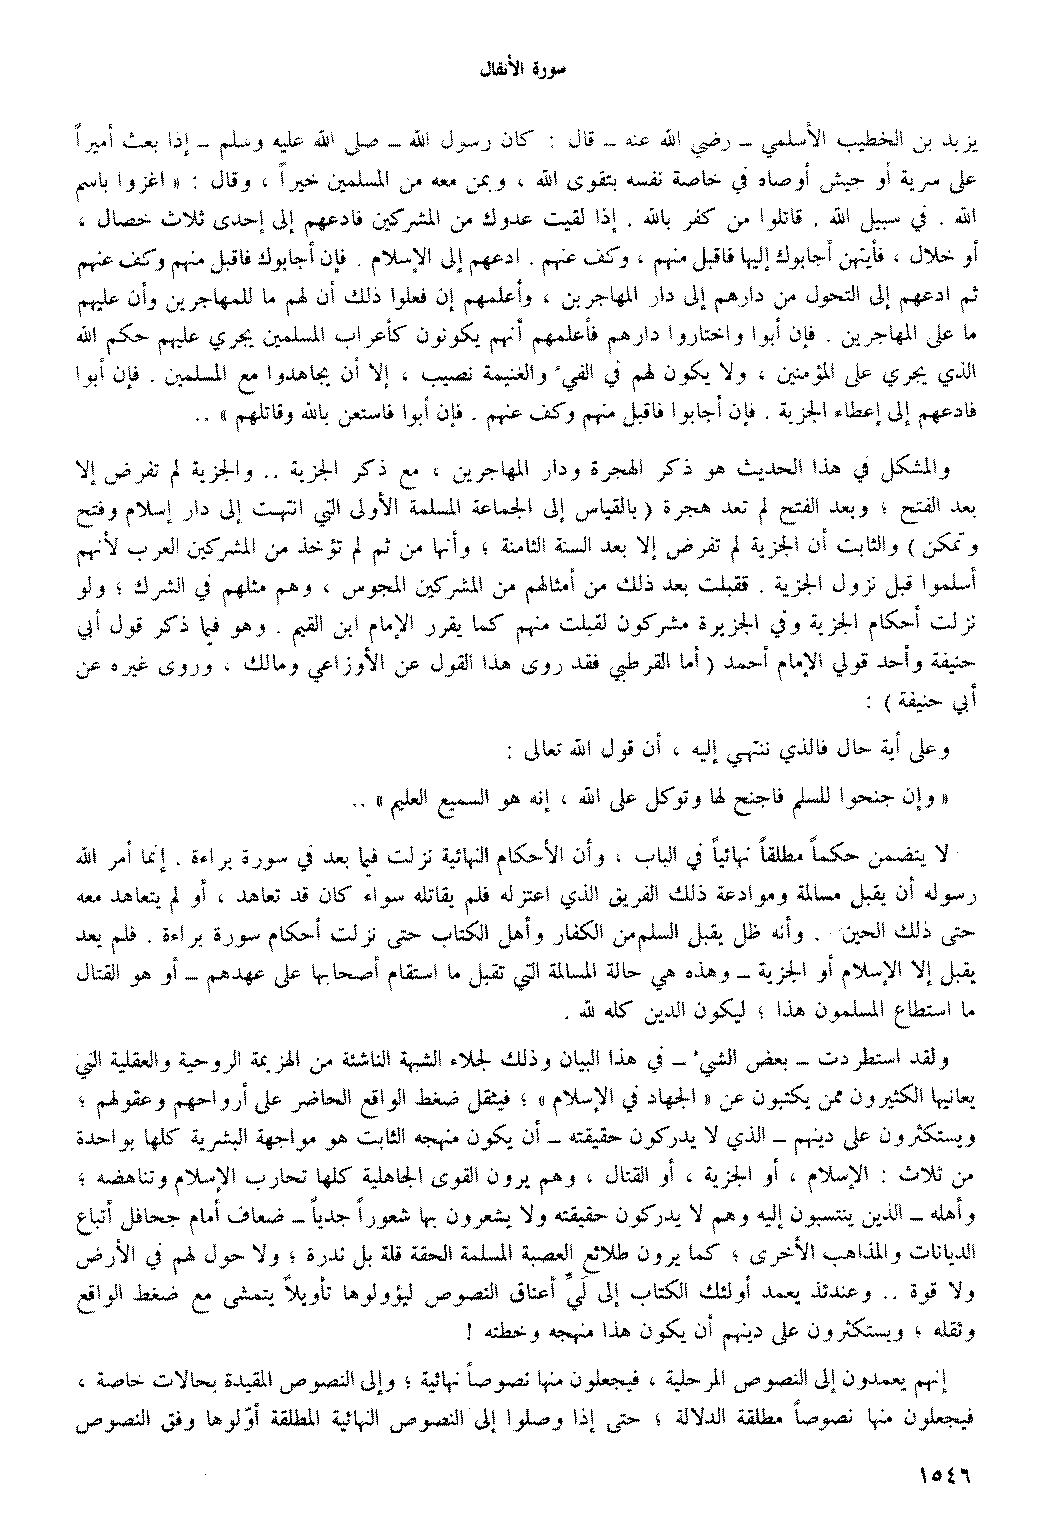 سورة الأنفال
يزيد بن الخطيب الأسلمي – رضي الله عنه – قال : كان رسول الله – صلى الله عليه وسلم – إذا بعث أميراً
على سرية أو جيش أوصاه في خاصة نفسه بتقوى الله ، وبمن معه من المسلمين خيراً ، وقال : « اغزوا باسم
الله . في سبيل الله . قاتلوا من كفر بالله . إذا لقيت عدوك من المشركين فادعهم إلى إحدى ثلاث خصال ،
أو خلال ، فأيتهن أجابوك إليها فاقبل منهم ، وكف عنهم . ادعهم إلى الإسلام . فإن أجابوك فاقبل منهم وكف عنهم
ثم ادعهم إلى التحول من دارهم إلى دار المهاجرين ، وأعلمهم إن فعلوا ذلك أن لهم ما للمهاجرين وأن عليهم
ما على المهاجرين . فإن أبوا واختاروا دارهم فأعلمهم أنهم يكونون كأعراب المسلمين يجري عليهم حكم الله
الذي يجري على المؤمنين ، ولا يكون لهم في الفيء والغنيمة نصيب ، إلا أن يجاهدوا مع المسلمين . فإن أبوا
فادعهم إلى إعطاء الجزية . فإن أجابوا فاقبل منهم وكف عنهم . فإن أبوا فاستعن بالله وقاتلهم » ..
والمشكل في هذا الحديث هو ذكر الهجرة ودار المهاجرين ، مع ذكر الجزية .. والجزية لم تفرض إلا
بعد الفتح ؛ وبعد الفتح لم تعد هجرة ( بالقياس إلى الجماعة المسلمة الأولى التي انتهت إلى دار إسلام وفتح
وتمكن ) والثابت أن الجزية لم تفرض إلا بعد السنة الثامنة ؛ وأنها من ثم لم تؤخذ من المشركين العرب لأنهم
أسلموا قبل نزول الجزية . فقبلت بعد ذلك من أمثالهم من المشركين المجوس ، وهم مثلهم في الشرك ؛ ولو
نزلت أحكام الجزية وفي الجزيرة مشركون لقبلت منهم كما يقرر الإمام ابن القيم . وهو فيما ذكر قول أبي
حنيفة وأحد قولي الإمام أحمد ( أما القرطبي فقد روى هذا القول عن الأوزاعي ومالك ، وروى غيره عن
أبي حنيفة ) :
وعلى أية حال فالذي ننتهي إليه ، أن قول الله تعالى :
« وإن جنحوا للسلم فاجنح لها وتوكل على الله ، إنه هو السميع العليم » ..
لا يتضمن حكماً مطلقاً نهائياً في الباب ، وأن الأحكام النهائية نزلت فيما بعد في سورة براءة . إنما أمر الله
رسوله أن يقبل مسالمة وموادعة ذلك الفريق الذي اعتزله فلم يقاتله سواء كان قد تعاهد ، أو لم يتعاهد معه
حتى ذلك الحين . وأنه ظل يقبل السلم من الكفار وأهل الكتاب حتى نزلت أحكام سورة براءة . فلم يعد
يقبل إلا الإسلام أو الجزية – وهذه هي حالة المسالمة التي تقبل ما استقام أصحابها على عهدهم – أو هو القتال
ما استطاع المسلمون هذا ؛ ليكون الدين كله لله .
ولقد استطردت – بعض الشيء – في هذا البيان وذلك لجلاء الشبهة الناشئة من الهزيمة الروحية والعقلية التي
يعانيها الكثيرون ممن يكتبون عن « الجهاد في الإسلام » ؛ فيثقل ضغط الواقع الحاضر على أرواحهم وعقولهم ؛
ويستكثرون على دينهم – الذي لا يدركون حقيقته – أن يكون منهجه الثابت هو مواجهة البشرية كلها بواحدة
من ثلاث : الإسلام ، أو الجزية ، أو القتال ، وهم يرون القوى الجاهلية كلها تحارب الإسلام وتناهضه ؛
وأهله – الذين ينتسبون إليه وهم لا يدركون حقيقته ولا يشعرون بها شعوراً جدياً – ضعاف أمام جحافل أتباع
الديانات والمذاهب الأخرى ؛ كما يرون طلائع العصبة المسلمة الحقة قلة بل ندرة ؛ ولا حول لهم في الأرض
ولا قوة .. وعندئذ يعمد أولئك الكتاب إلى لَيِّ أعناق النصوص ليؤولوها تأويلاً يتمشى مع ضغط الواقع
وثقله ؛ ويستكثرون على دينهم أن يكون هذا منهجه وخطته !
إنهم يعمدون إلى النصوص المرحلية ، فيجعلون منها نصوصاً نهائية ؛ وإلى النصوص المقيدة بحالات خاصة ،
فيجعلون منها نصوصاً مطلقة الدلالة ؛ حتى إذا وصلوا إلى النصوص النهائية المطلقة أوّلوها وفق النصوص
١٥٤٦